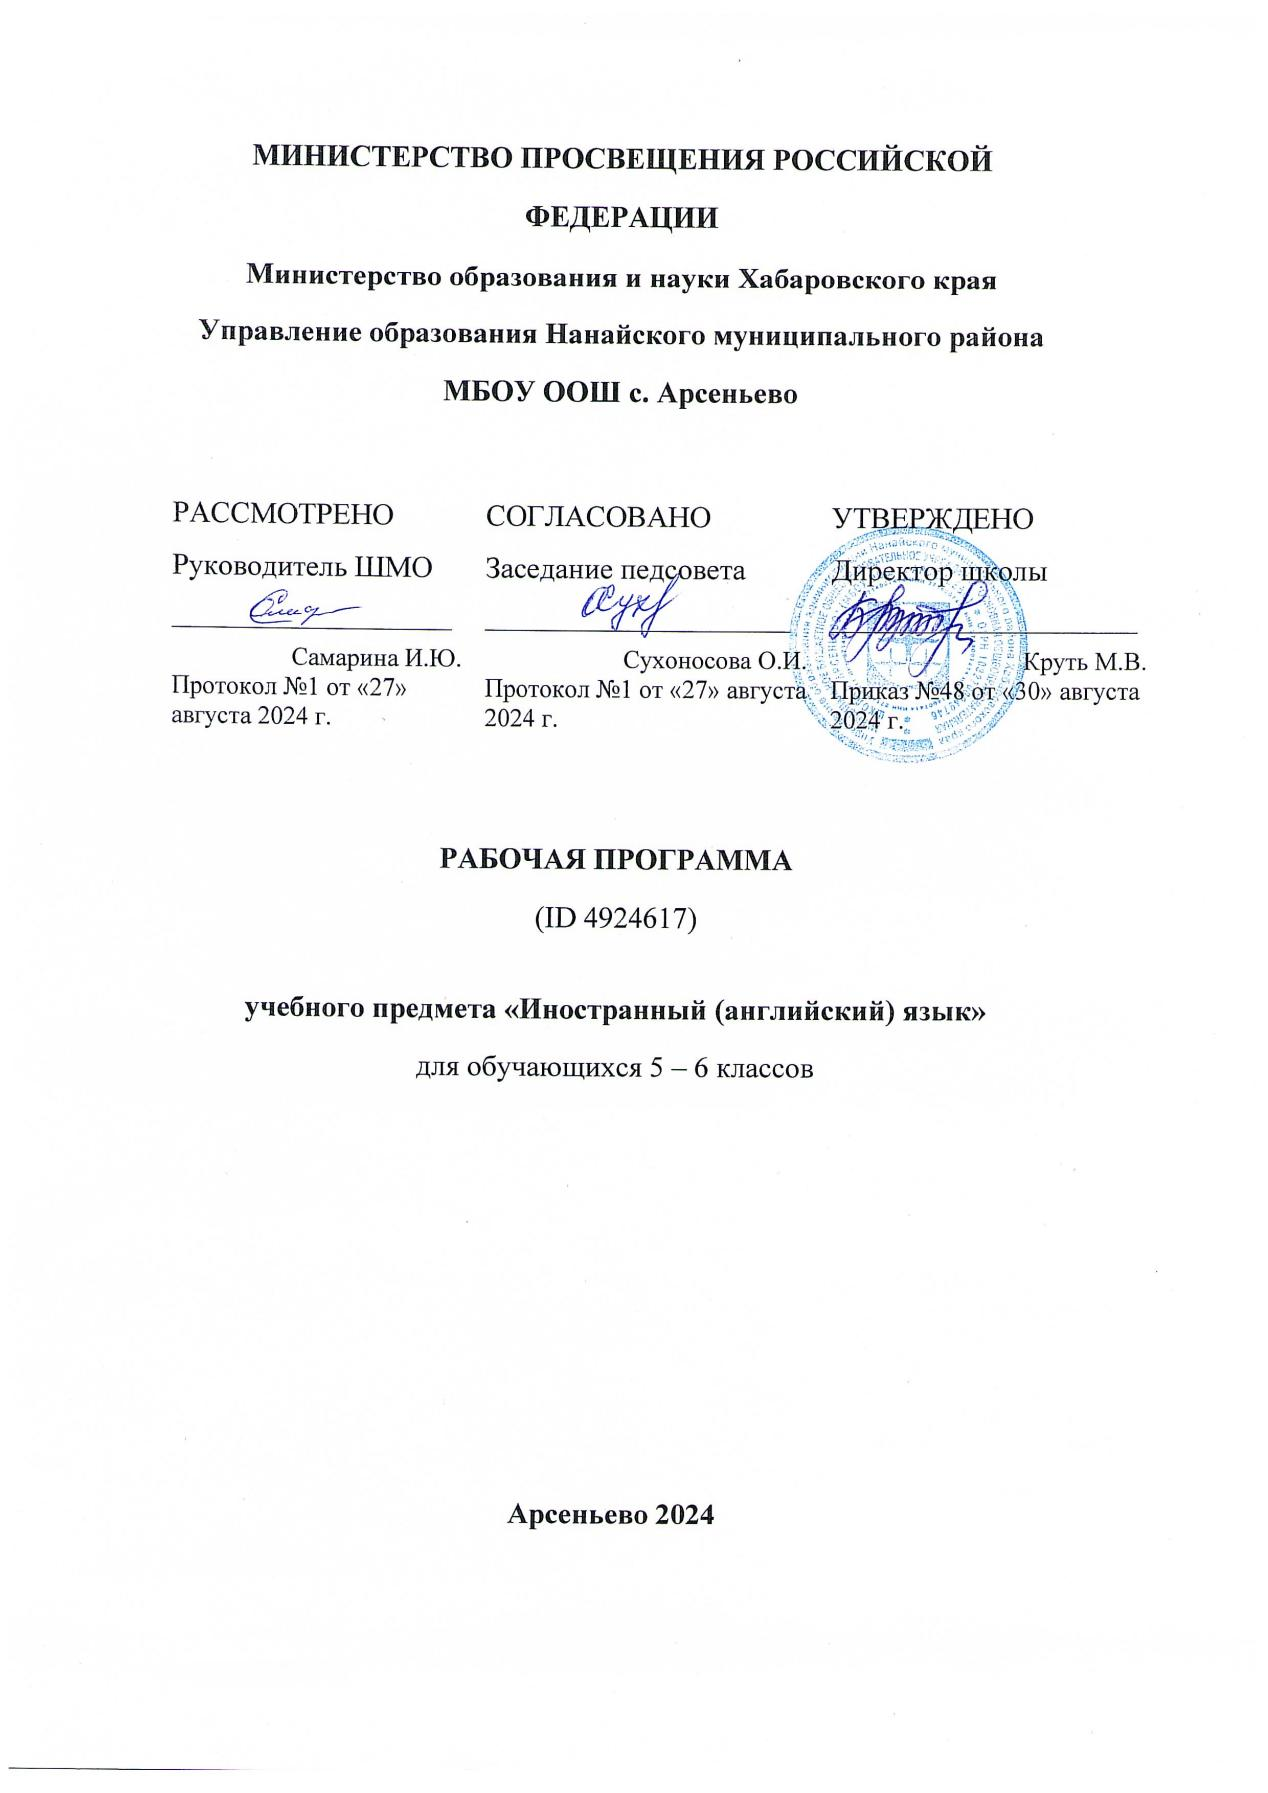 МИНИСТЕРСТВО ПРОСВЕЩЕНИЯ РОССИЙСКОЙ
ФЕДЕРАЦИИ
Министерство образования и науки Хабаровского края
Управление образования Нанайского муниципального района
МБОУ ООШ с. Арсеньево
РАССМОТРЕНО
Руководитель ШМО
Самарина И.Ю.
Протокол №1 от «27»
августа 2024 г.
СОГЛАСОВАНО
Заседание педсовета
Сухоносова О.И.
Протокол №1 от «27» августа
2024 г.
УТВЕРЖДЕНО
Директор школы
Круть М.В.
Приказ №48 от «30» августа
2024 г.
РАБОЧАЯ ПРОГРАММА
(ID 4924617)
учебного предмета «Иностранный (английский) язык»
для обучающихся 5 – 6 классов
Арсеньево 2024